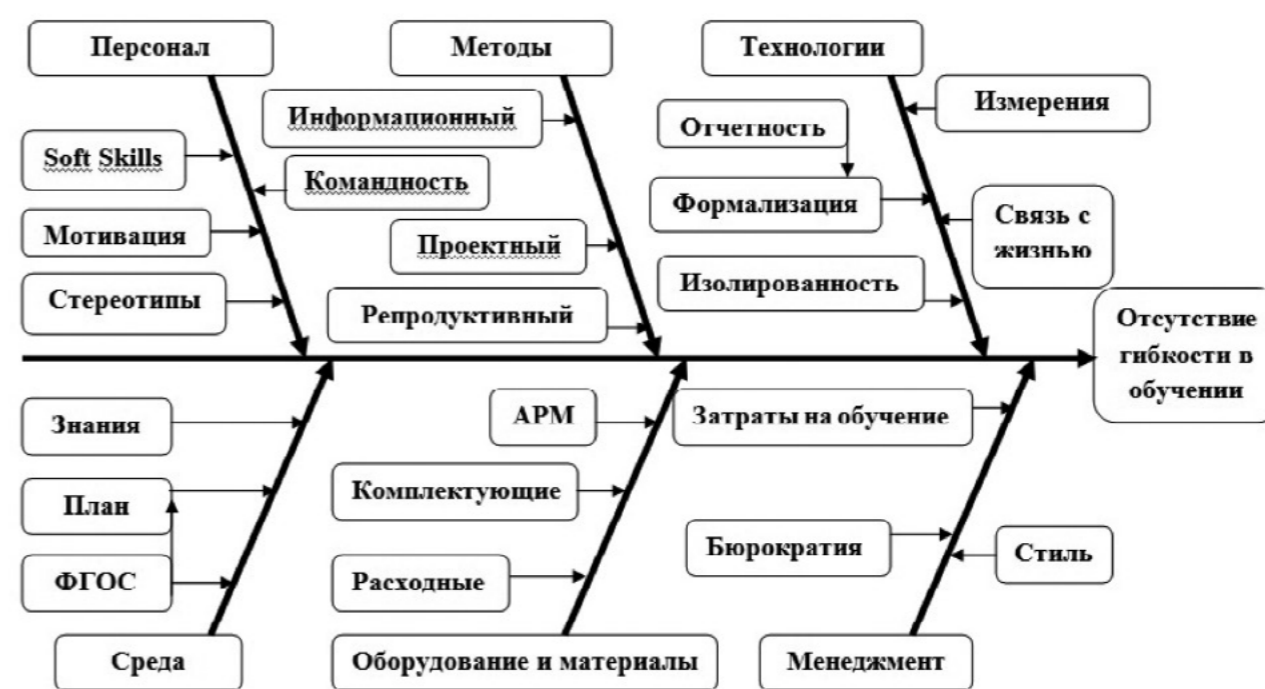 Персонал
Методы
Технологии
Информационный
Измерения
Отчетность
Soft Skills
Командность
Формализация
Связь с
жизнью
Мотивация
Проектный
Изолированность
Стереотипы
Репродуктивный
Отсутствие
гибкости в
обучении
Знания
АРМ
Затраты на обучение
План
Комплектующие
Бюрократия
Стиль
ФГОС
Расходные
Среда
Оборудование и материалы
Менеджмент